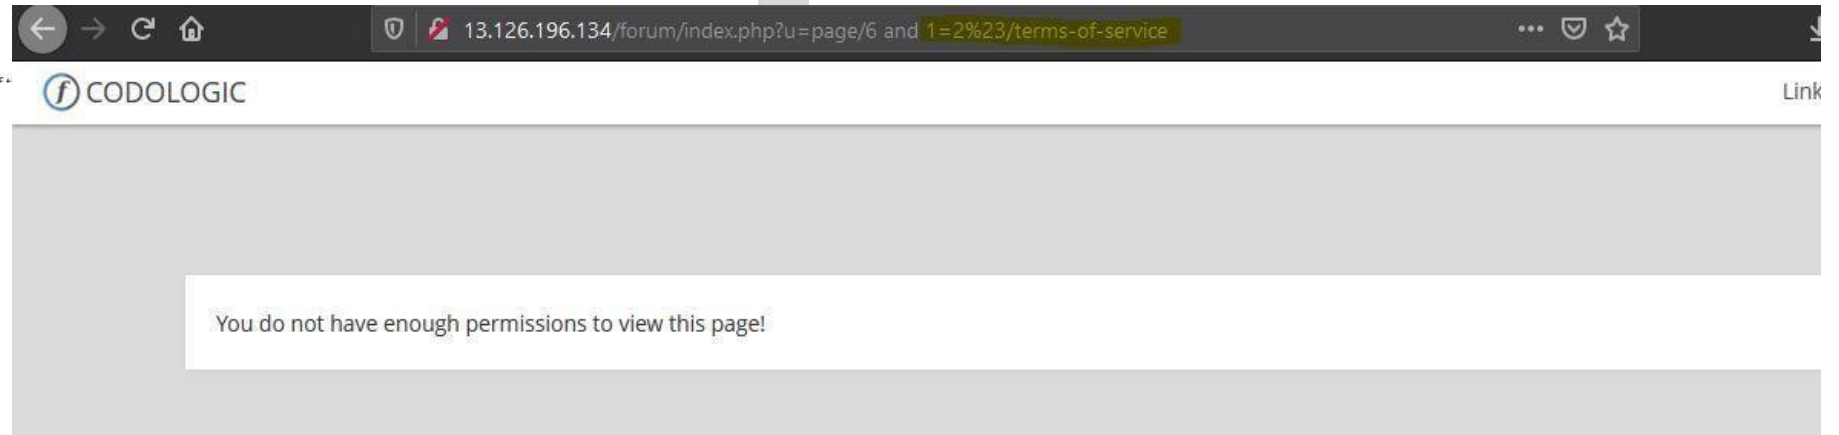 13.126.196.134/forum/index.php?u=page/6 and 1=2%23/terms-of-service
CODOLOGIC
Link
You do not have enough permissions to view this page!